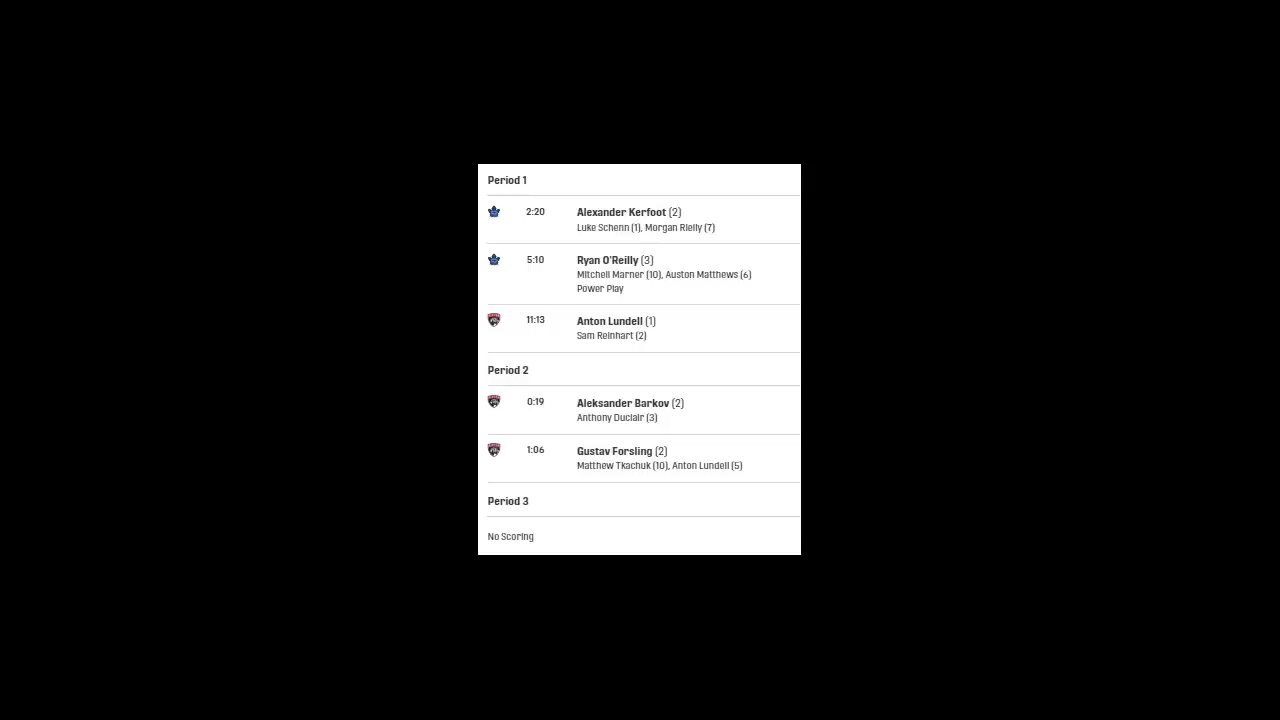 Period 1
2:20 Alexander Kerfoot (2)
Luke Schenn (1), Morgan Rielly (7)
5:10 Ryan O'Reilly (3)
Mitchell Marner (10), Auston Matthews (6)
Power Play
11:13 Anton Lundell (1)
Sam Reinhart (2)
Period 2
0:19 Aleksander Barkov (2)
Anthony Duclair (3)
1:06 Gustav Forsling (2)
Matthew Tkachuk (10), Anton Lundell (5)
Period 3
No Scoring